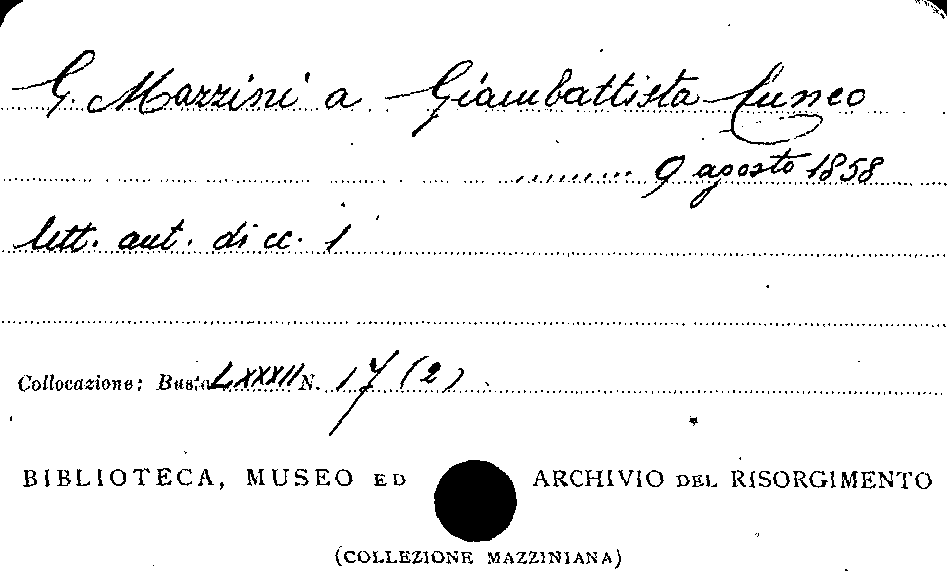 G. Mazzini a Giambattista Cuneo
........ 9 agosto 1858
lett. aut. di cc. 1
Collocazione: Busta LXXXII N. 17 (2)
BIBLIOTECA, MUSEO ED ARCHIVIO DEL RISORGIMENTO
(COLLEZIONE MAZZINIANA)